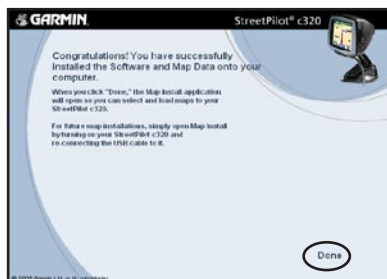 GARMIN
StreetPilot® c320
Congratulations! You have successfully
installed the Software and Map Data onto your
computer.
When you click "Done," the Map Install application
will open so you can select and load maps to your
StreetPilot c320.
For future map installations, simply open Map Install
by turning on your StreetPilot c320 and
re-connecting the USB cable to it.
Done